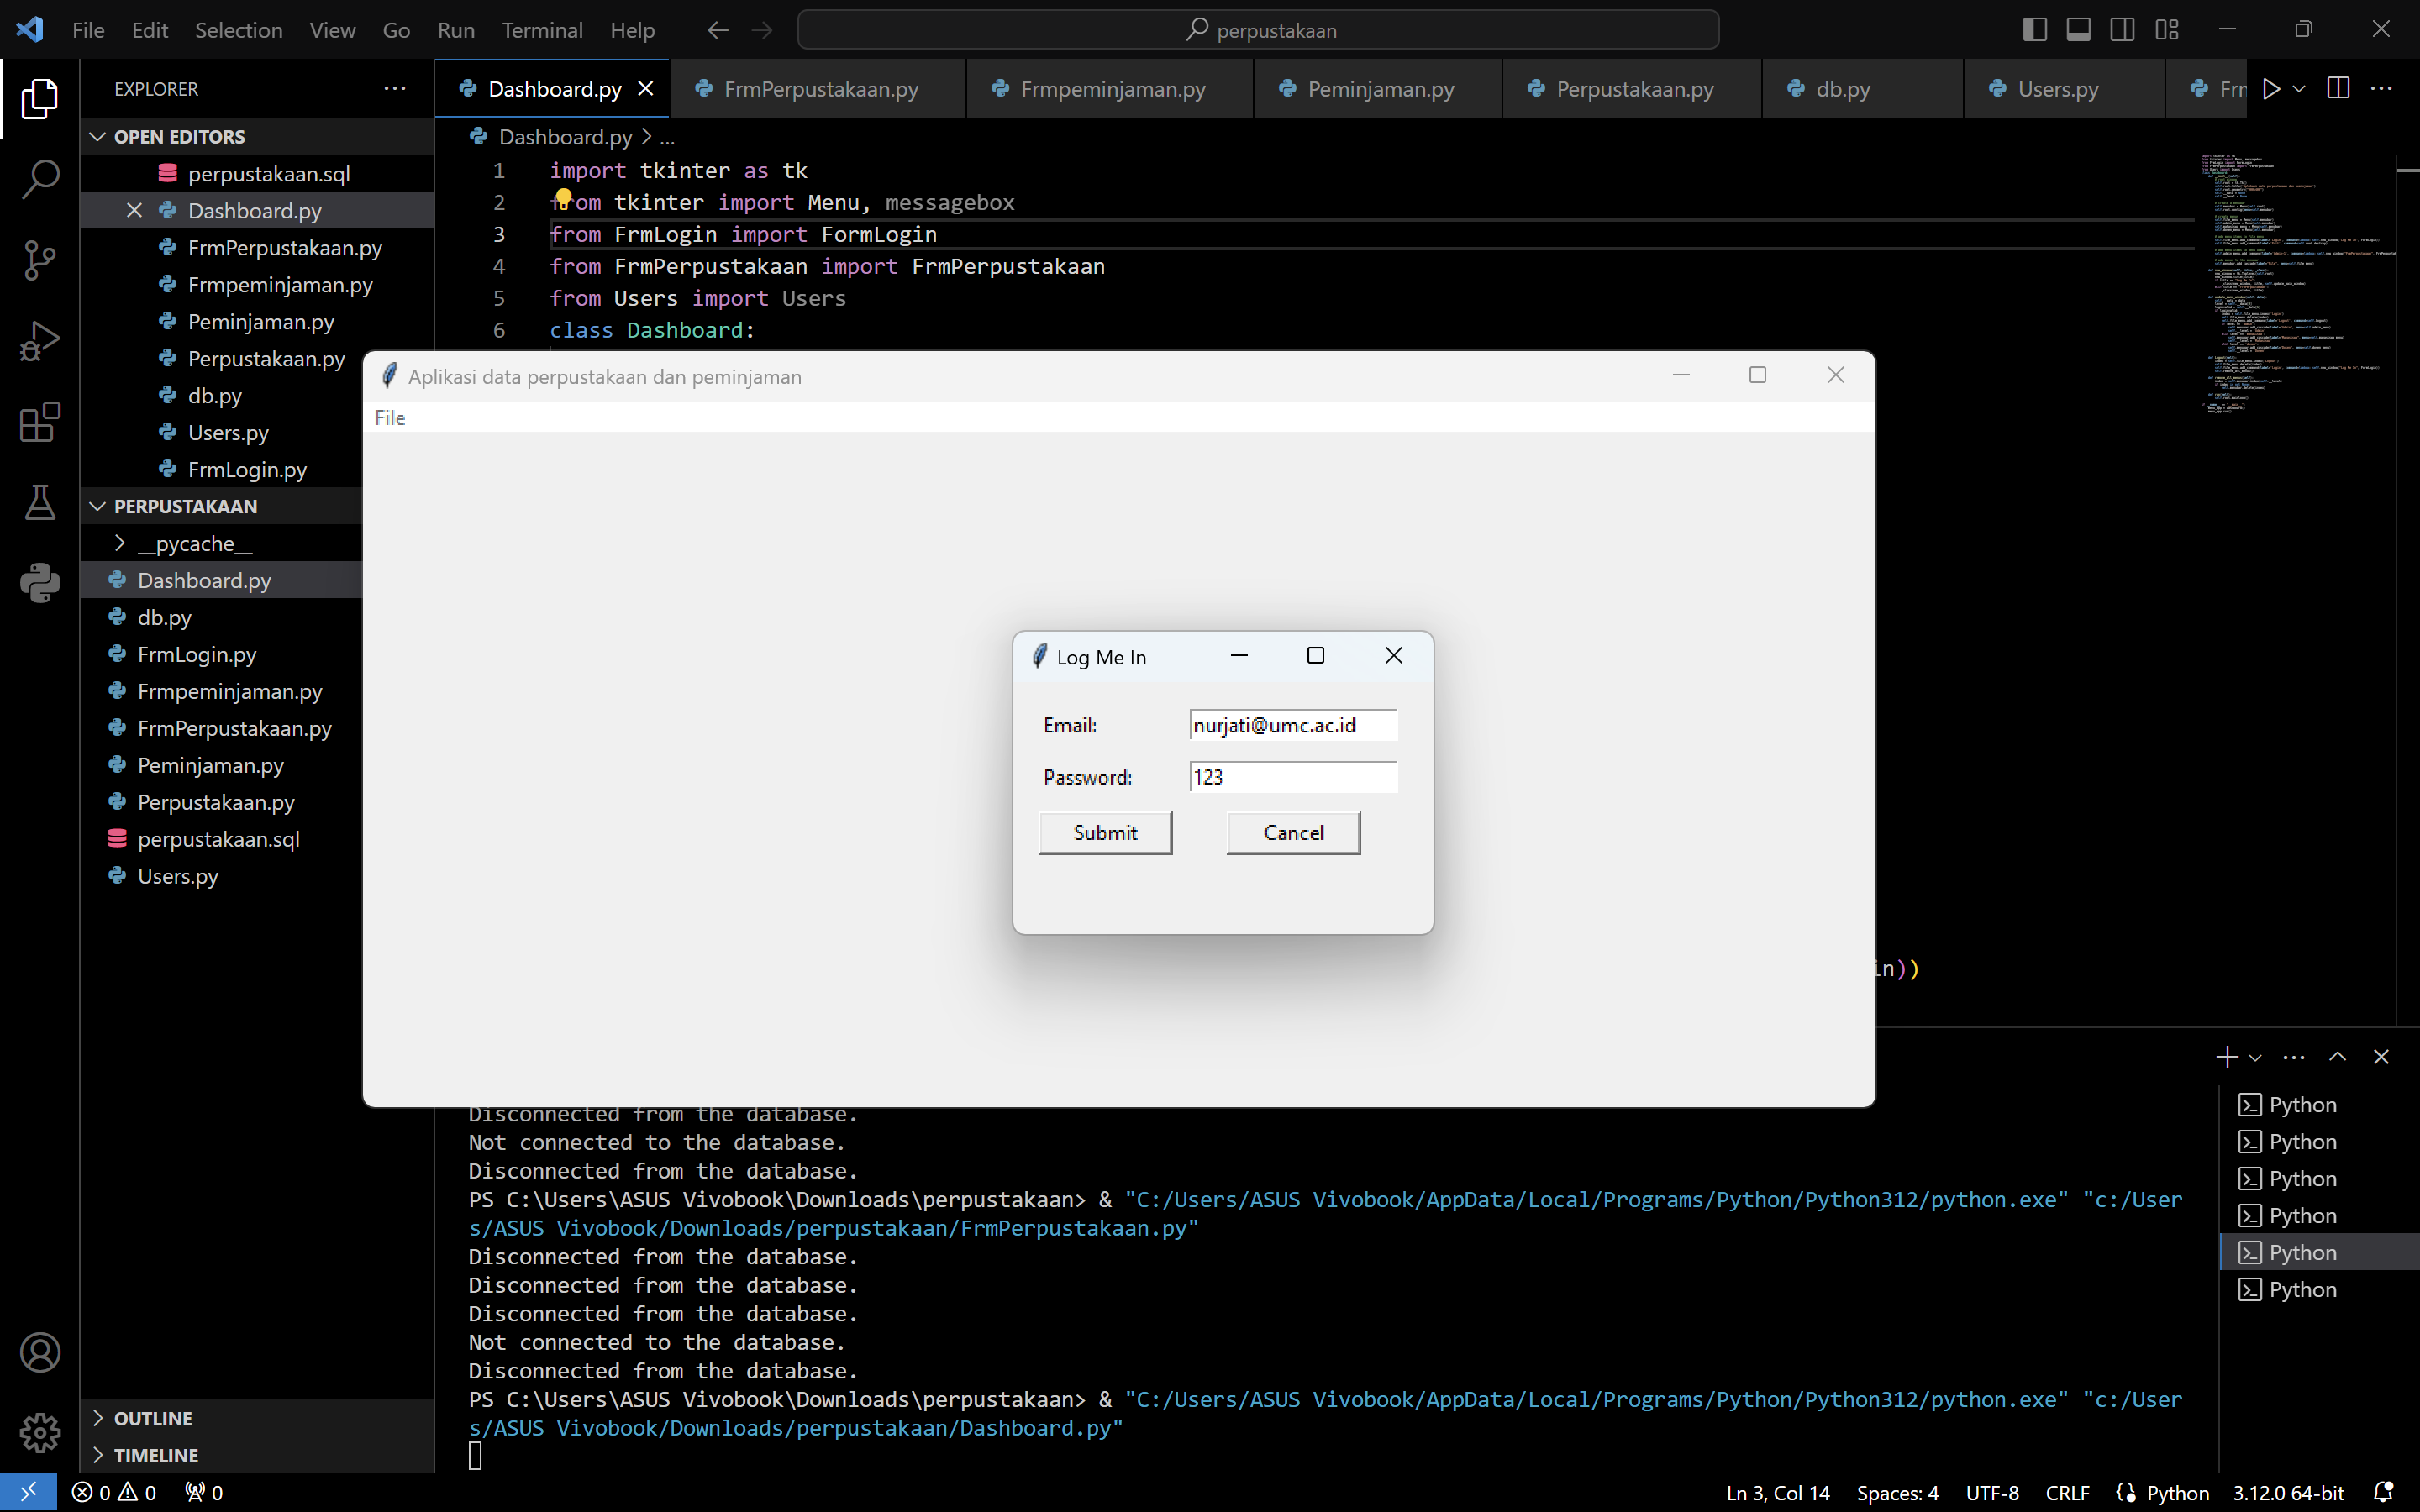 File Edit Selection View Go Run Terminal Help
perpustakaan
EXPLORER
OPEN EDITORS
perpustakaan.sql
Dashboard.py
FrmPerpustakaan.py
Frmpeminjaman.py
Peminjaman.py
Perpustakaan.py
db.py
Users.py
FrmLogin.py
PERPUSTAKAAN
__pycache__
Dashboard.py
db.py
FrmLogin.py
Frmpeminjaman.py
FrmPerpustakaan.py
Peminjaman.py
Perpustakaan.py
perpustakaan.sql
Users.py
OUTLINE
TIMELINE
Dashboard.py FrmPerpustakaan.py Frmpeminjaman.py Peminjaman.py Perpustakaan.py db.py Users.py Frm
Dashboard.py > ...
1 import tkinter as tk
2 from tkinter import Menu, messagebox
3 from FrmLogin import FormLogin
4 from FrmPerpustakaan import FrmPerpustakaan
5 from Users import Users
6 class Dashboard:
in))
Aplikasi data perpustakaan dan peminjaman
File
Log Me In
Email: nurjati@umc.ac.id
Password: 123
Submit Cancel
Disconnected from the database.
Not connected to the database.
Disconnected from the database.
PS C:\Users\ASUS Vivobook\Downloads\perpustakaan> & "C:/Users/ASUS Vivobook/AppData/Local/Programs/Python/Python312/python.exe" "c:/User
s/ASUS Vivobook/Downloads/perpustakaan/FrmPerpustakaan.py"
Disconnected from the database.
Disconnected from the database.
Disconnected from the database.
Not connected to the database.
Disconnected from the database.
PS C:\Users\ASUS Vivobook\Downloads\perpustakaan> & "C:/Users/ASUS Vivobook/AppData/Local/Programs/Python/Python312/python.exe" "c:/User
s/ASUS Vivobook/Downloads/perpustakaan/Dashboard.py"
Python
Python
Python
Python
Python
Python
0 0 0
Ln 3, Col 14 Spaces: 4 UTF-8 CRLF Python 3.12.0 64-bit